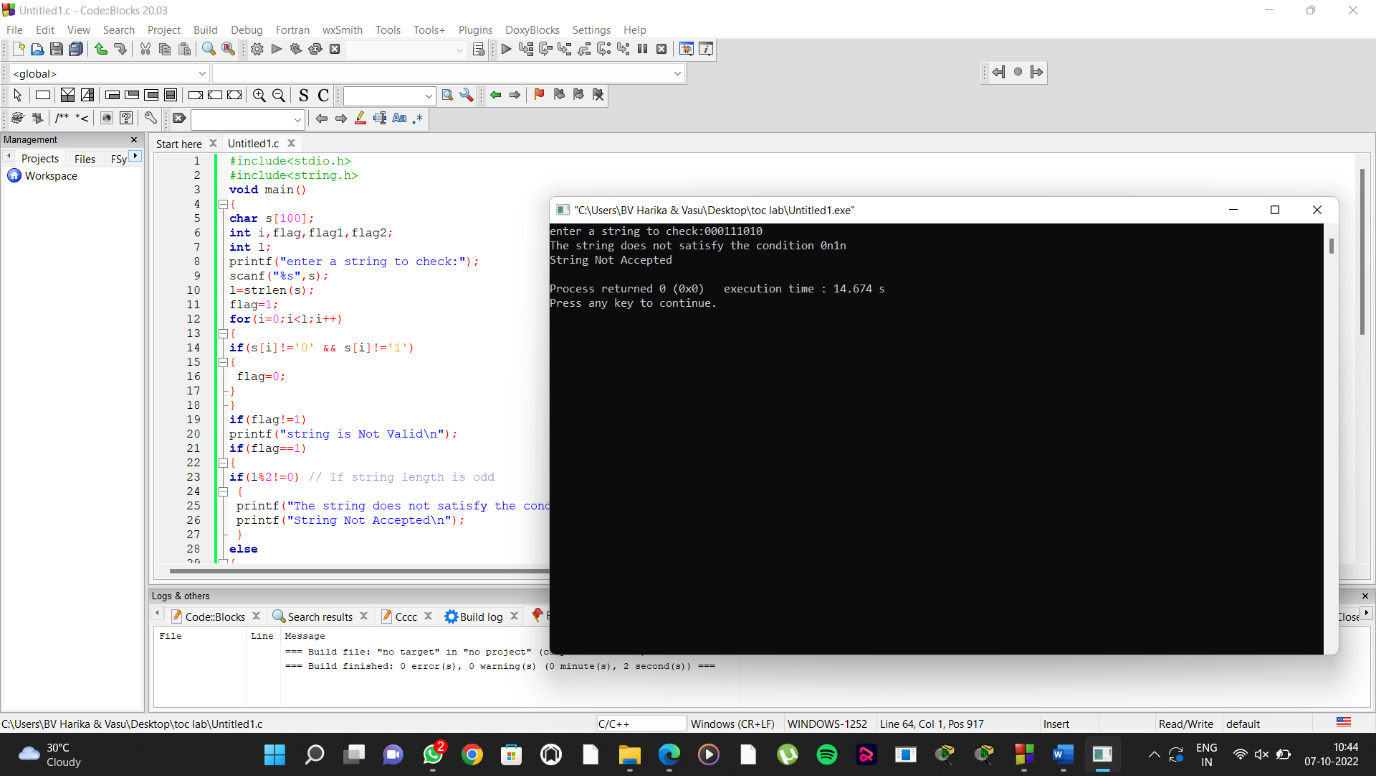 Untitled1.c - Code::Blocks 20.03
File Edit View Search Project Build Debug Fortran wxSmith Tools Tools+ Plugins DoxyBlocks Settings Help
<global>
S C
/** *< Aa .*
Management
Projects Files FSy
Workspace
Start here Untitled1.c
1 #include<stdio.h>
2 #include<string.h>
3 void main()
4 {
5 char s[100];
6 int i,flag,flag1,flag2;
7 int l;
8 printf("enter a string to check:");
9 scanf("%s",s);
10 l=strlen(s);
11 flag=1;
12 for(i=0;i<l;i++)
13 {
14 if(s[i]!='0' && s[i]!='1')
15 {
16 flag=0;
17 }
18 }
19 if(flag!=1)
20 printf("string is Not Valid\n");
21 if(flag==1)
22 {
23 if(l%2!=0) // If string length is odd
24 {
25 printf("The string does not satisfy the cond
26 printf("String Not Accepted\n");
27 }
28 else
29 {
"C:\Users\BV Harika & Vasu\Desktop\toc lab\Untitled1.exe"
enter a string to check:000111010
The string does not satisfy the condition 0n1n
String Not Accepted
Process returned 0 (0x0) execution time : 14.674 s
Press any key to continue.
Logs & others
Code::Blocks Search results Cccc Build log Close
File Line Message
=== Build file: "no target" in "no project"
=== Build finished: 0 error(s), 0 warning(s) (0 minute(s), 2 second(s)) ===
C:\Users\BV Harika & Vasu\Desktop\toc lab\Untitled1.c C/C++ Windows (CR+LF) WINDOWS-1252 Line 64, Col 1, Pos 917 Insert Read/Write default
30°C
Cloudy
2
ENG
IN
10:44
07-10-2022